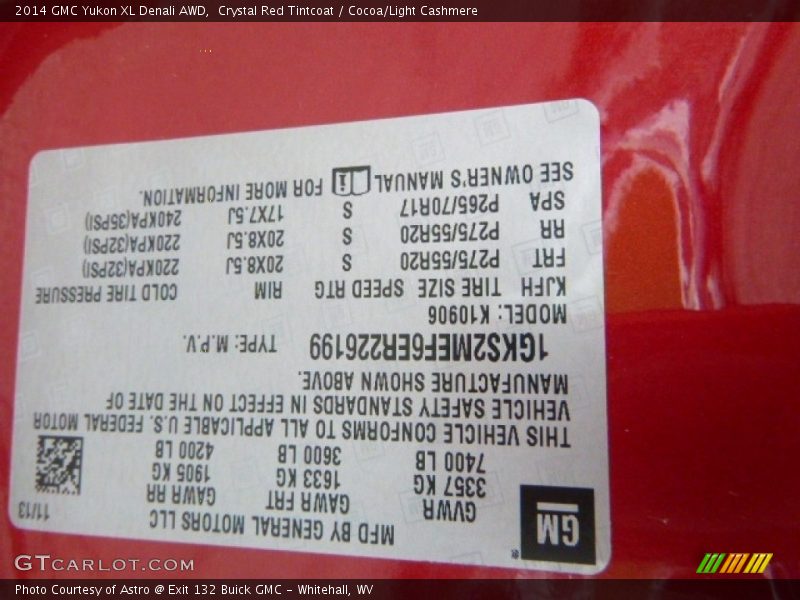 2014 GMC Yukon XL Denali AWD,  Crystal Red Tintcoat / Cocoa/Light Cashmere
GM
MFD BY GENERAL MOTORS LLC
11/13
GVWR GAWR FRT GAWR RR
3357 KG 1633 KG 1905 KG
7400 LB 3600 LB 4200 LB
THIS VEHICLE CONFORMS TO ALL APPLICABLE U.S. FEDERAL MOTOR
VEHICLE SAFETY STANDARDS IN EFFECT ON THE DATE OF
MANUFACTURE SHOWN ABOVE.
1GKS2MEF6ER226199 TYPE: M.P.V.
MODEL: K10906
KJFH TIRE SIZE SPEED RTG RIM COLD TIRE PRESSURE
FRT P275/55R20 S 20X8.5J 220KPA(32PSI)
RR P275/55R20 S 20X8.5J 220KPA(32PSI)
SPA P265/70R17 S 17X7.5J 240KPA(35PSI)
SEE OWNER'S MANUAL FOR MORE INFORMATION.
GTCARLOT.COM
Photo Courtesy of Astro @ Exit 132 Buick GMC - Whitehall, WV